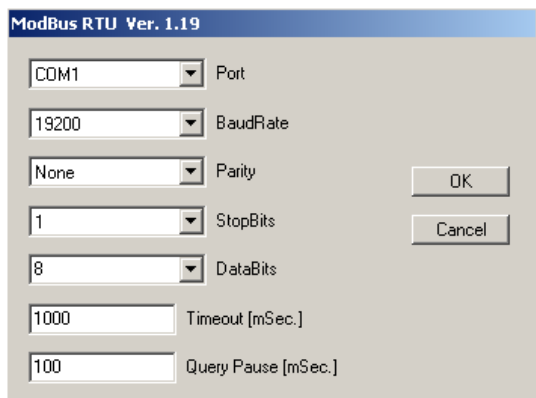 ModBus RTU Ver. 1.19
COM1 Port
19200 BaudRate
None Parity
OK
1 StopBits
Cancel
8 DataBits
1000 Timeout [mSec.]
100 Query Pause [mSec.]